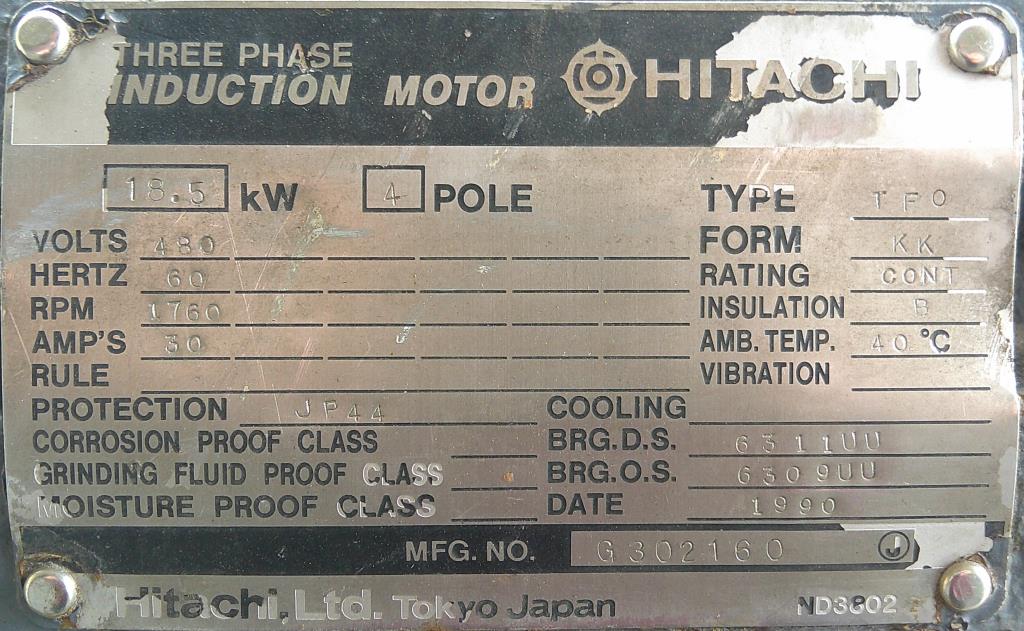 THREE PHASE
INDUCTION MOTOR HITACHI
18.5 kW 4 POLE TYPE TFO
VOLTS 480 FORM KK
HERTZ 60 RATING CONT
RPM 1760 INSULATION B
AMP'S 30 AMB. TEMP. 40°C
RULE VIBRATION
PROTECTION JP44 COOLING
CORROSION PROOF CLASS BRG.D.S. 6311UU
GRINDING FLUID PROOF CLASS BRG.O.S. 6309UU
MOISTURE PROOF CLASS DATE 1990
MFG. NO. G302160 J
Hitachi, Ltd. Tokyo Japan ND3802